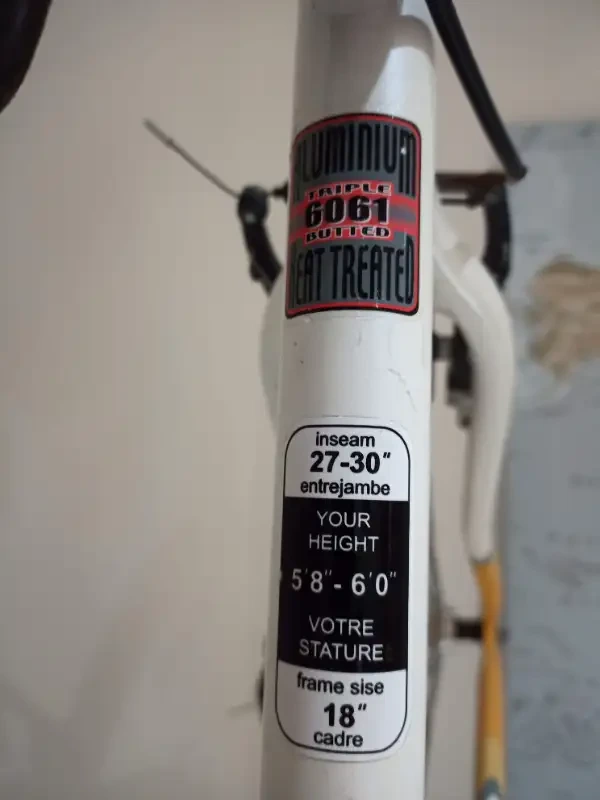 ALUMINIUM
TRIPLE
6061
BUTTED
HEAT TREATED
inseam
27-30"
entrejambe
YOUR
HEIGHT
5'8"- 6'0"
VOTRE
STATURE
frame sise
18"
cadre